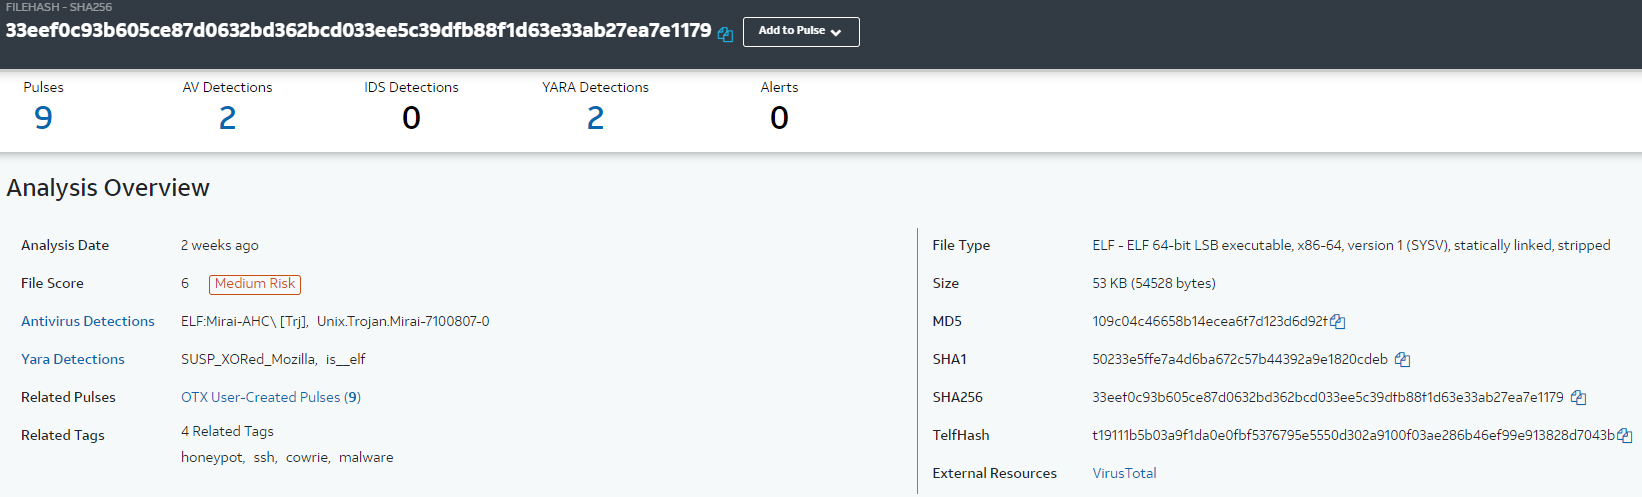 FILEHASH - SHA256
33eef0c93b605ce87d0632bd362bcd033ee5c39dfb88f1d63e33ab27ea7e1179 Add to Pulse
Pulses AV Detections IDS Detections YARA Detections Alerts
9 2 0 2 0
Analysis Overview
Analysis Date 2 weeks ago
File Score 6 Medium Risk
Antivirus Detections ELF:Mirai-AHC\ [Trj], Unix.Trojan.Mirai-7100807-0
Yara Detections SUSP_XORed_Mozilla, is__elf
Related Pulses OTX User-Created Pulses (9)
Related Tags 4 Related Tags
honeypot, ssh, cowrie, malware
File Type ELF - ELF 64-bit LSB executable, x86-64, version 1 (SYSV), statically linked, stripped
Size 53 KB (54528 bytes)
MD5 109c04c46658b14ecea6f7d123d6d92f
SHA1 50233e5ffe7a4d6ba672c57b44392a9e1820cdeb
SHA256 33eef0c93b605ce87d0632bd362bcd033ee5c39dfb88f1d63e33ab27ea7e1179
TelfHash t19111b5b03a9f1da0e0fbf5376795e5550d302a9100f03ae286b46ef99e913828d7043b
External Resources VirusTotal